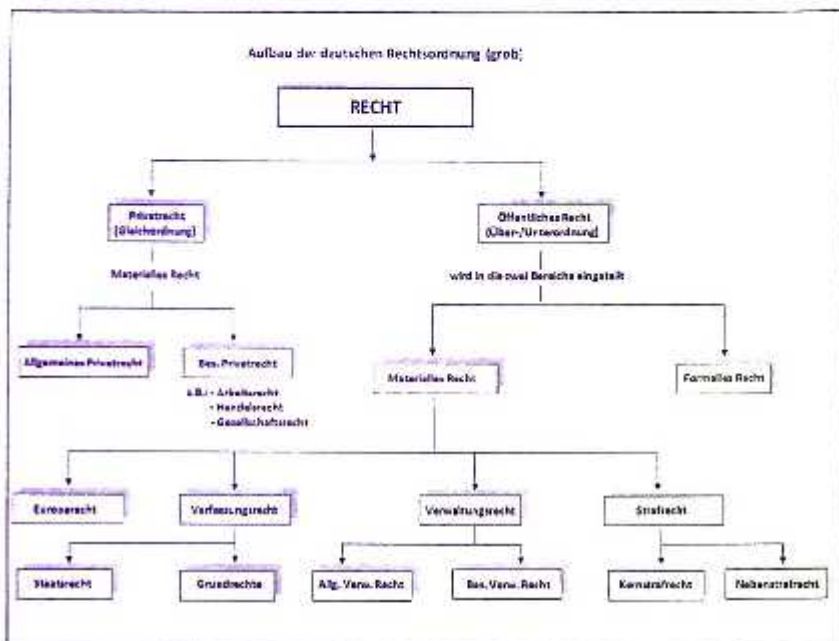 Aufbau der deutschen Rechtsordnung (grob)
RECHT
Privatrecht
(Gleichordnung)
Öffentliches Recht
(Über-/Unterordnung)
Materielles Recht
wird in die zwei Bereiche eingeteilt
Allgemeines Privatrecht
Bes. Privatrecht
z.B.: - Arbeitsrecht
- Handelsrecht
- Gesellschaftsrecht
Materielles Recht
Formelles Recht
Europarecht
Verfassungsrecht
Verwaltungsrecht
Strafrecht
Staatsrecht
Grundrechte
Allg. Verw. Recht
Bes. Verw. Recht
Kernstrafrecht
Nebenstrafrecht